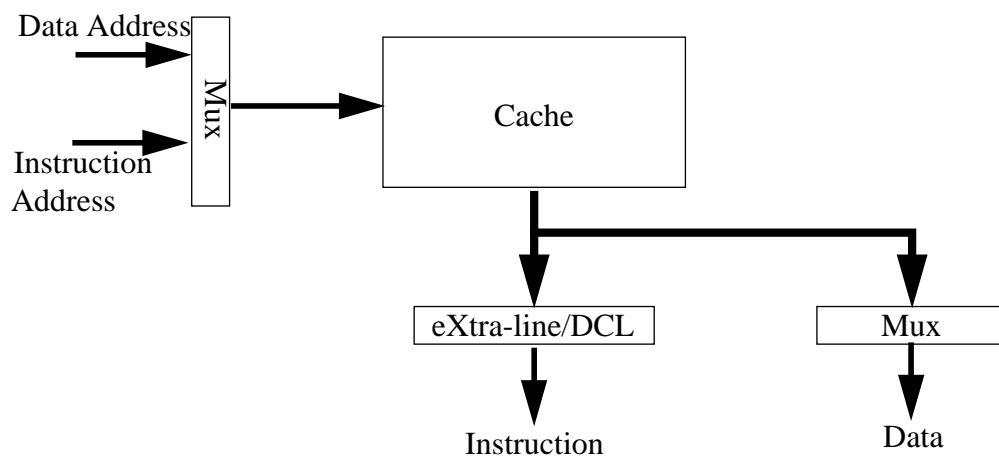 Data Address
Mux
Instruction
Address
Cache
eXtra-line/DCL
Mux
Instruction
Data